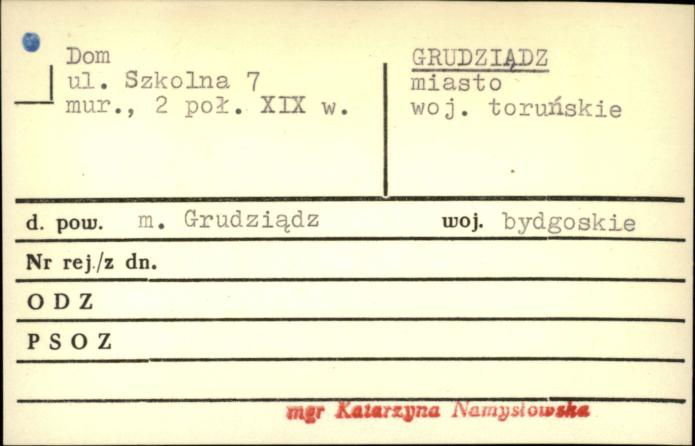 Dom
ul. Szkolna 7
mur., 2 poł. XIX w.
GRUDZIĄDZ
miasto
woj. toruńskie
d. pow. m. Grudziądz woj. bydgoskie
Nr rej./z dn.
ODZ
PSOZ
mgr Katarzyna Namysłowska